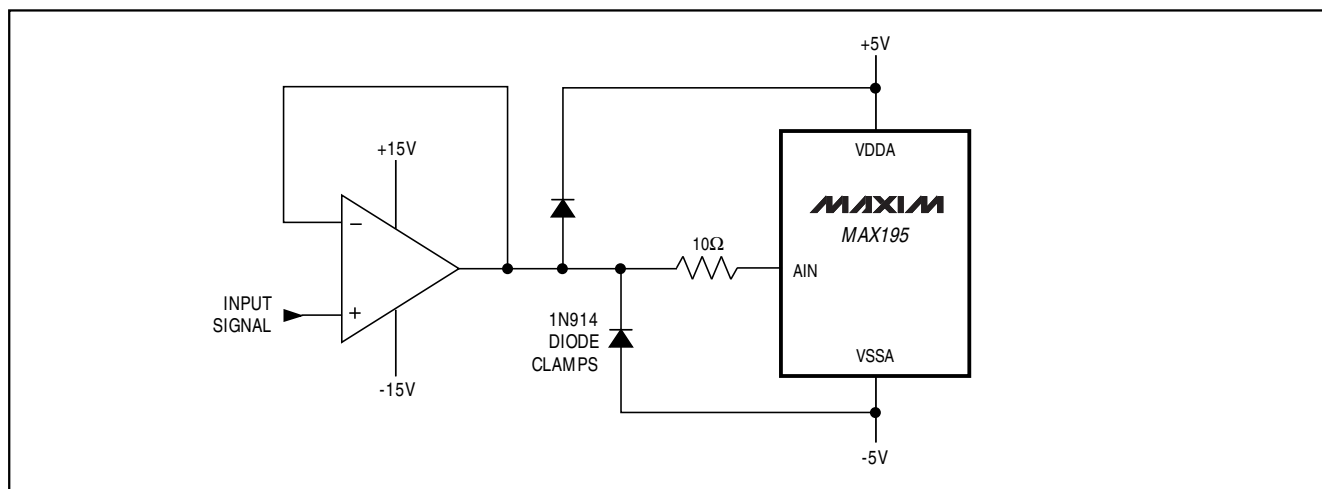 +5V
+15V
VDDA
MAXIM
MAX195
−
10Ω
AIN
INPUT
SIGNAL
+
1N914
DIODE
CLAMPS
VSSA
-15V
-5V